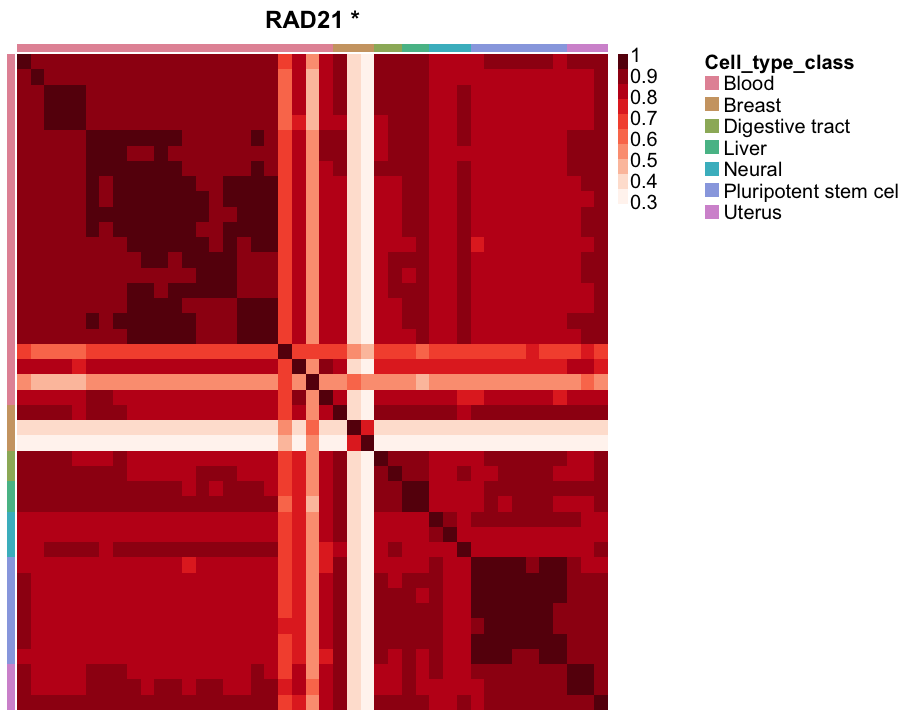 RAD21 *
1
0.9
0.8
0.7
0.6
0.5
0.4
0.3
Cell_type_class
Blood
Breast
Digestive tract
Liver
Neural
Pluripotent stem cel
Uterus